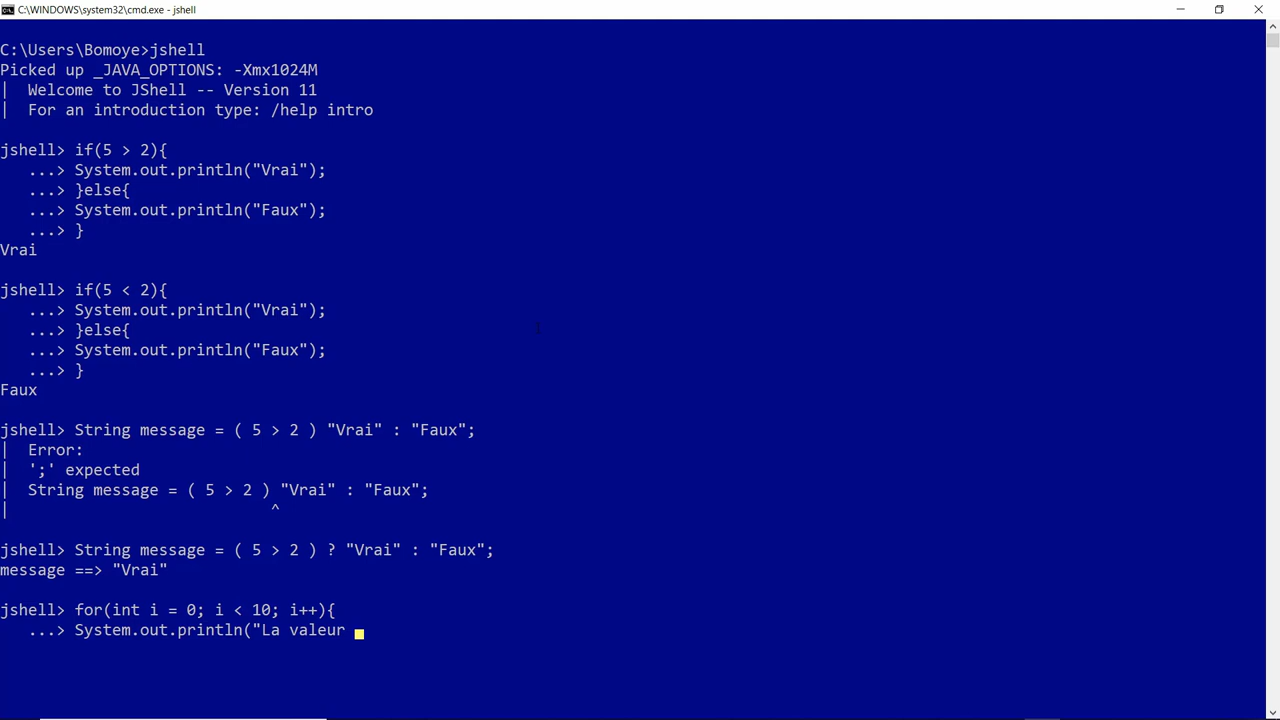 C:\WINDOWS\system32\cmd.exe - jshell
C:\Users\Bomoye>jshell
Picked up _JAVA_OPTIONS: -Xmx1024M
|  Welcome to JShell -- Version 11
|  For an introduction type: /help intro
jshell> if(5 > 2){
   ...> System.out.println("Vrai");
   ...> }else{
   ...> System.out.println("Faux");
   ...> }
Vrai
jshell> if(5 < 2){
   ...> System.out.println("Vrai");
   ...> }else{
   ...> System.out.println("Faux");
   ...> }
Faux
jshell> String message = ( 5 > 2 ) "Vrai" : "Faux";
|  Error:
|  ';' expected
|  String message = ( 5 > 2 ) "Vrai" : "Faux";
|                            ^
jshell> String message = ( 5 > 2 ) ? "Vrai" : "Faux";
message ==> "Vrai"
jshell> for(int i = 0; i < 10; i++){
   ...> System.out.println("La valeur